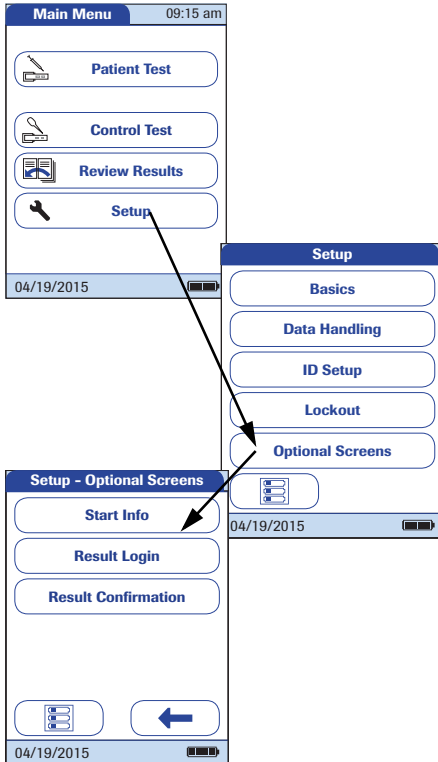 Main Menu 09:15 am
Patient Test
Control Test
Review Results
Setup
04/19/2015
Setup
Basics
Data Handling
ID Setup
Lockout
Optional Screens
04/19/2015
Setup - Optional Screens
Start Info
Result Login
Result Confirmation
04/19/2015